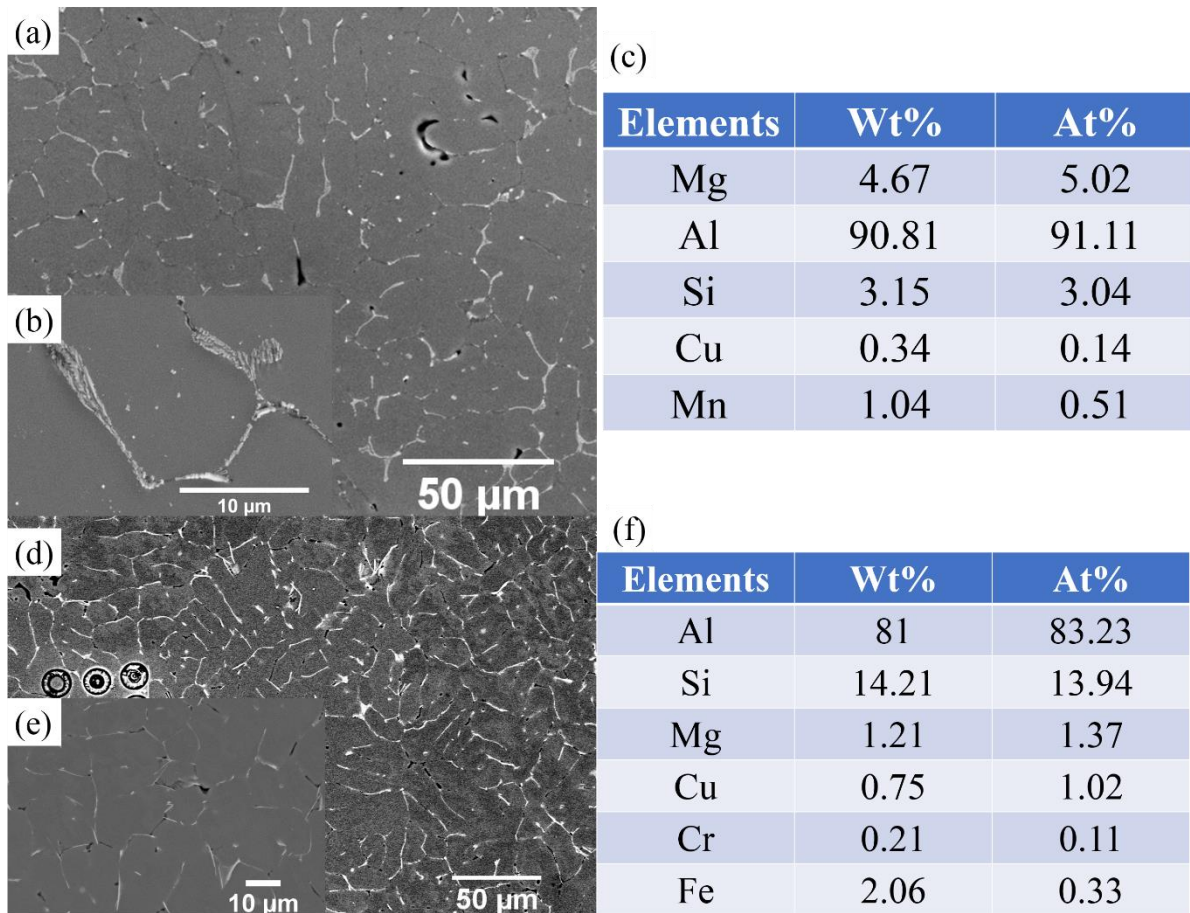 (a)
(b)
10 µm
50 µm
(c)
Elements Wt% At%
Mg 4.67 5.02
Al 90.81 91.11
Si 3.15 3.04
Cu 0.34 0.14
Mn 1.04 0.51
(d)
(e)
10 µm
50 µm
(f)
Elements Wt% At%
Al 81 83.23
Si 14.21 13.94
Mg 1.21 1.37
Cu 0.75 1.02
Cr 0.21 0.11
Fe 2.06 0.33